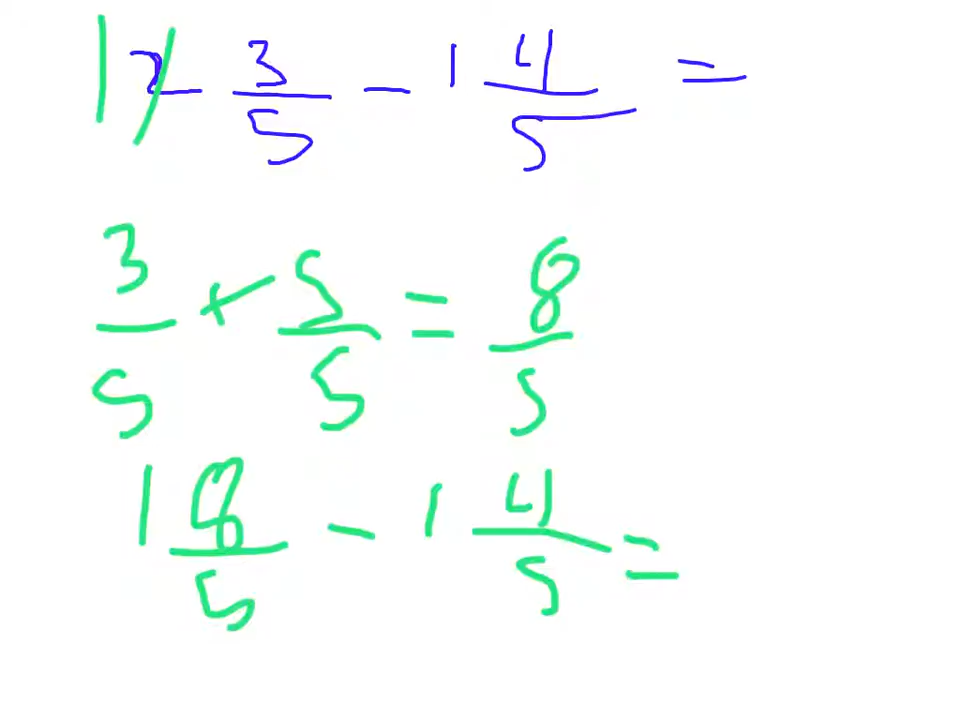 1 2 3/5 - 1 4/5 =
3/5 + 5/5 = 8/5
1 8/5 - 1 4/5 =